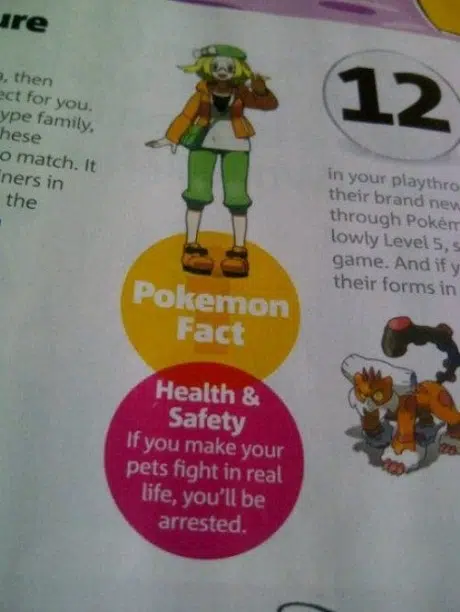 ure
, then
ect for you.
ype family,
hese
o match. It
ners in
the
Pokemon
Fact
Health &
Safety
If you make your
pets fight in real
life, you'll be
arrested.
12
in your playthro
their brand new
through Pokém
lowly Level 5, s
game. And if y
their forms in